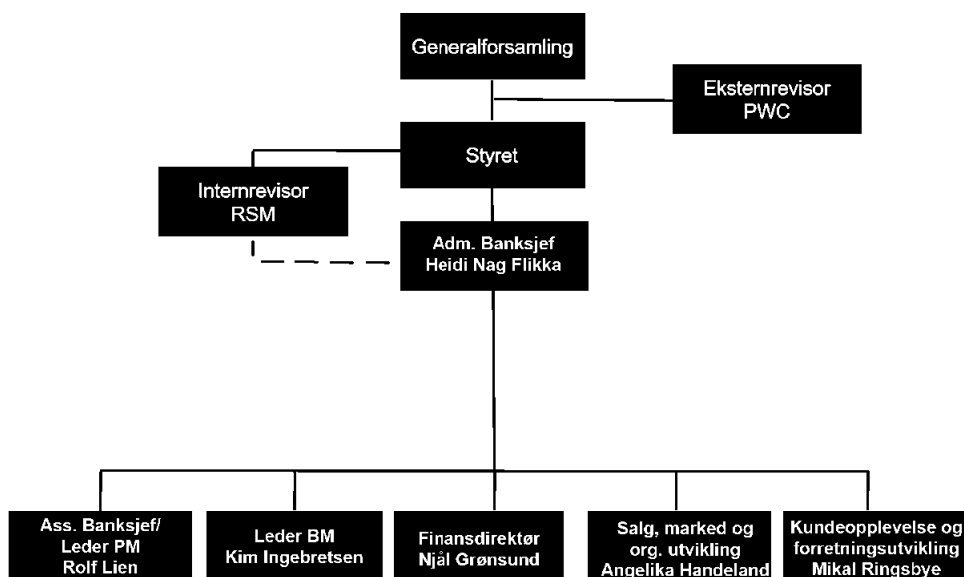 Generalforsamling
Eksternrevisor
PWC
Styret
Internrevisor
RSM
Adm. Banksjef
Heidi Nag Flikka
Ass. Banksjef/
Leder PM
Rolf Lien
Leder BM
Kim Ingebretsen
Finansdirektør
Njål Grønsund
Salg, marked og
org. utvikling
Angelika Handeland
Kundeopplevelse og
forretningsutvikling
Mikal Ringsbye